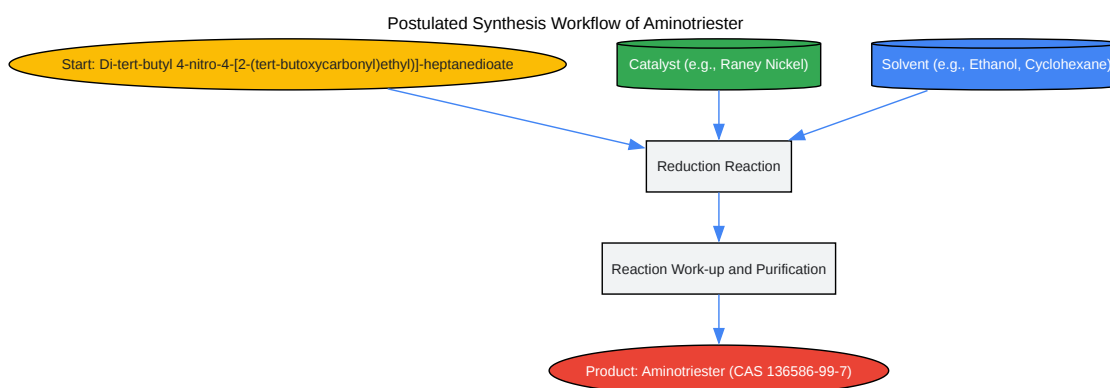 Postulated Synthesis Workflow of Aminotriester
Start: Di-tert-butyl 4-nitro-4-[2-(tert-butoxycarbonyl)ethyl)]-heptanedioate
Catalyst (e.g., Raney Nickel)
Solvent (e.g., Ethanol, Cyclohexane)
Reduction Reaction
Reaction Work-up and Purification
Product: Aminotriester (CAS 136586-99-7)